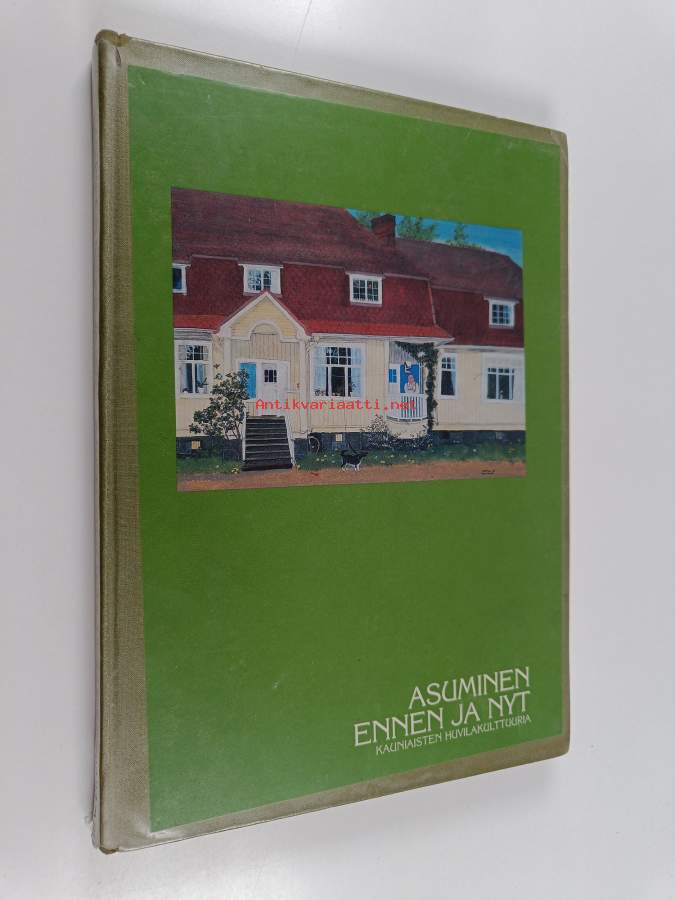 Antikvariaatti.net
ASUMINEN
ENNEN JA NYT
KAUNIAISTEN HUVILAKULTTUURIA